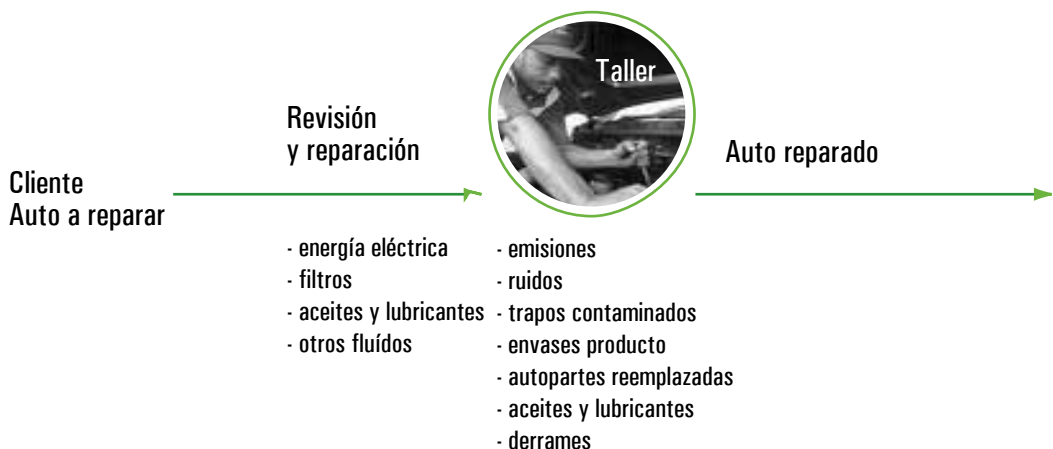 Taller
Revisión
y reparación
Auto reparado
Cliente
Auto a reparar
- energía eléctrica
- filtros
- aceites y lubricantes
- otros fluídos
- emisiones
- ruidos
- trapos contaminados
- envases producto
- autopartes reemplazadas
- aceites y lubricantes
- derrames